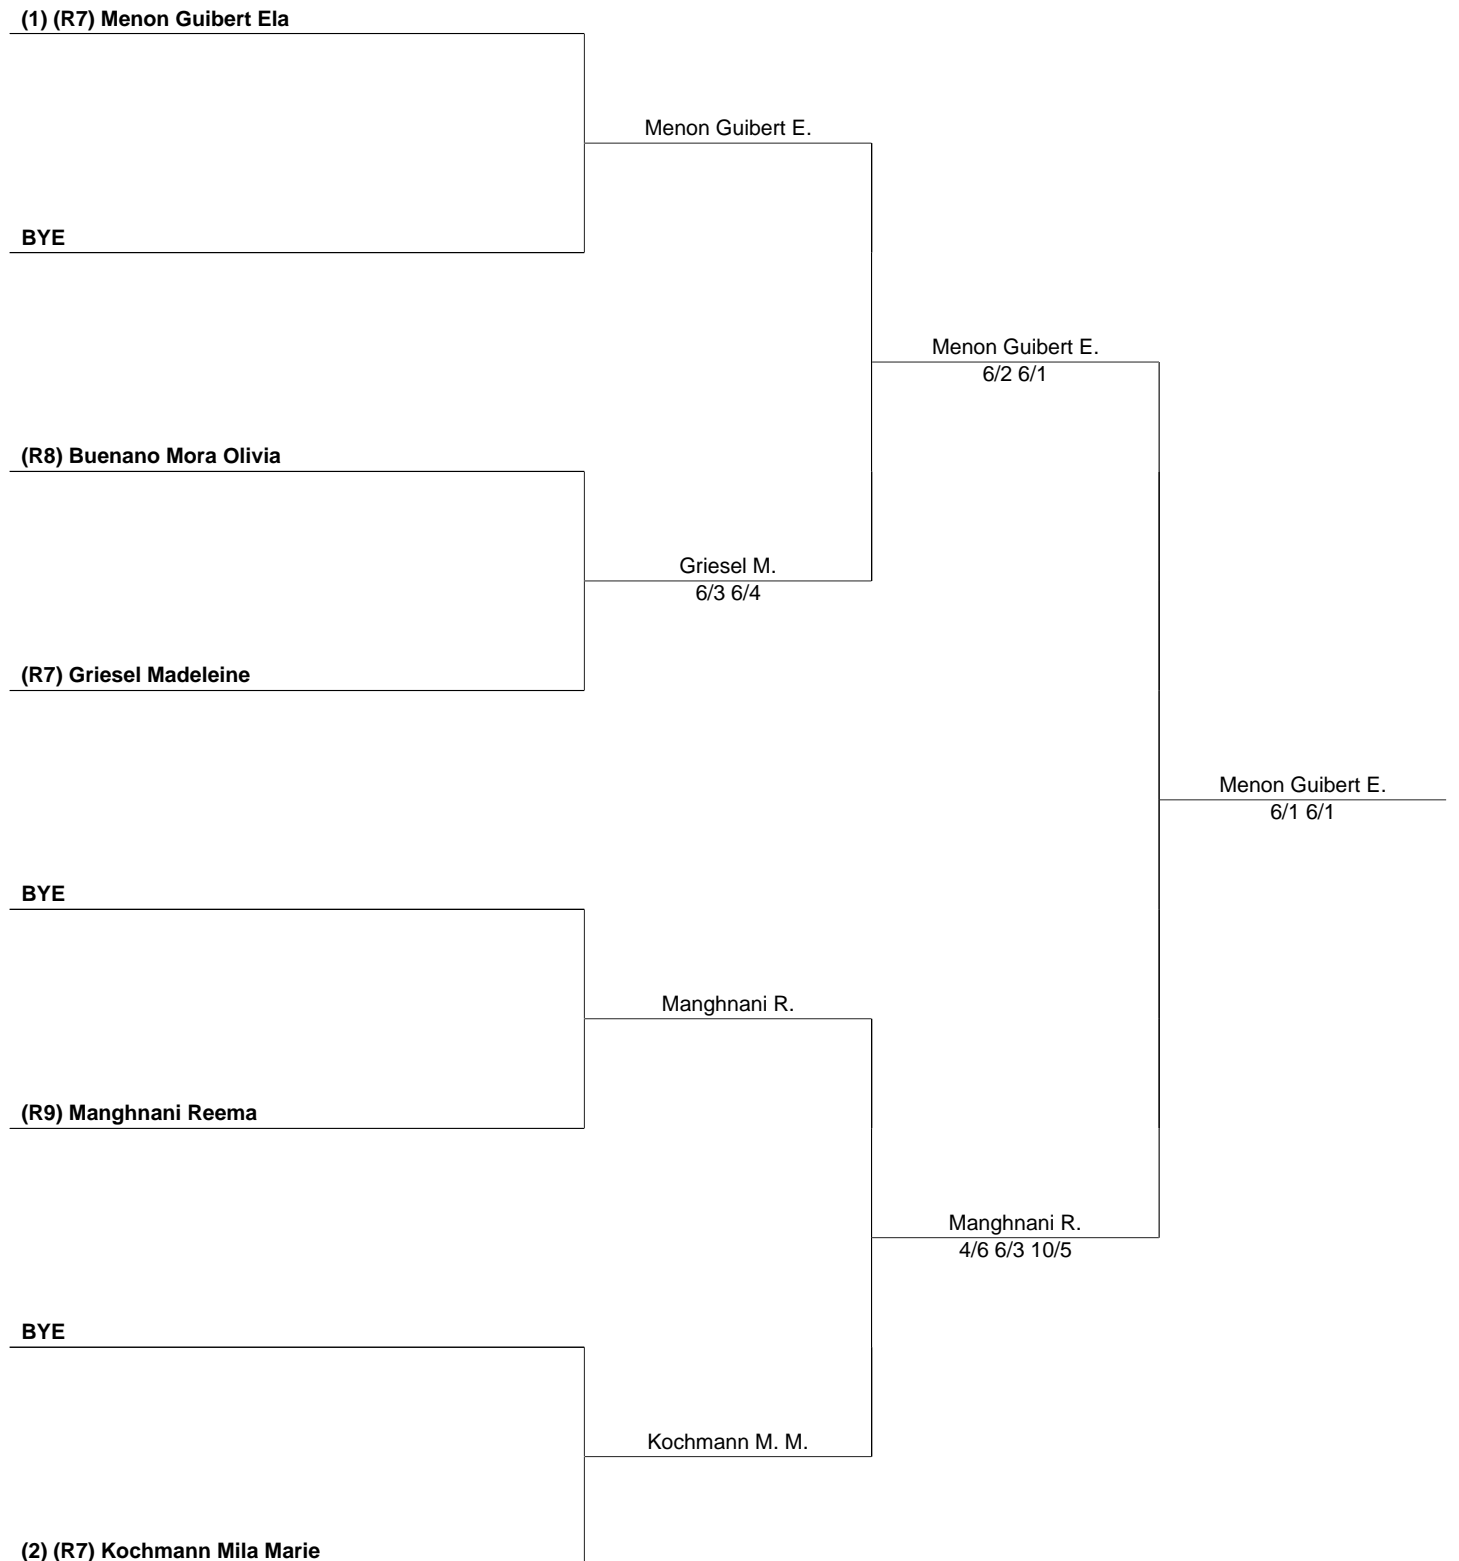 (1) (R7) Menon Guibert Ela
Menon Guibert E.
BYE
Menon Guibert E.
6/2 6/1
(R8) Buenano Mora Olivia
Griesel M.
6/3 6/4
(R7) Griesel Madeleine
Menon Guibert E.
6/1 6/1
BYE
Manghnani R.
(R9) Manghnani Reema
Manghnani R.
4/6 6/3 10/5
BYE
Kochmann M. M.
(2) (R7) Kochmann Mila Marie